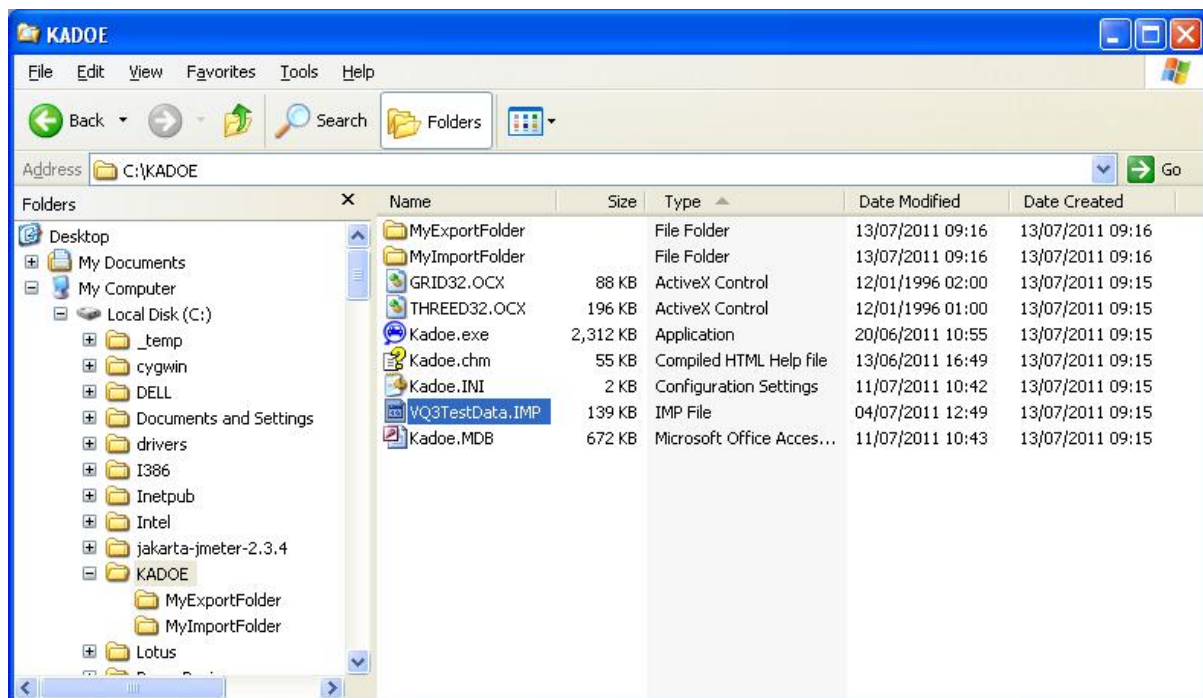 KADOE
File Edit View Favorites Tools Help
Back Search Folders
Address C:\KADOE Go
Folders X
Desktop
My Documents
My Computer
Local Disk (C:)
_temp
cygwin
DELL
Documents and Settings
drivers
I386
Inetpub
Intel
jakarta-jmeter-2.3.4
KADOE
MyExportFolder
MyImportFolder
Lotus
Name Size Type Date Modified Date Created
MyExportFolder File Folder 13/07/2011 09:16 13/07/2011 09:16
MyImportFolder File Folder 13/07/2011 09:16 13/07/2011 09:16
GRID32.OCX 88 KB ActiveX Control 12/01/1996 02:00 13/07/2011 09:15
THREED32.OCX 196 KB ActiveX Control 12/01/1996 01:00 13/07/2011 09:15
Kadoe.exe 2,312 KB Application 20/06/2011 10:55 13/07/2011 09:15
Kadoe.chm 55 KB Compiled HTML Help file 13/06/2011 16:49 13/07/2011 09:15
Kadoe.INI 2 KB Configuration Settings 11/07/2011 10:42 13/07/2011 09:15
VQ3TestData.IMP 139 KB IMP File 04/07/2011 12:49 13/07/2011 09:15
Kadoe.MDB 672 KB Microsoft Office Acces... 11/07/2011 10:43 13/07/2011 09:15